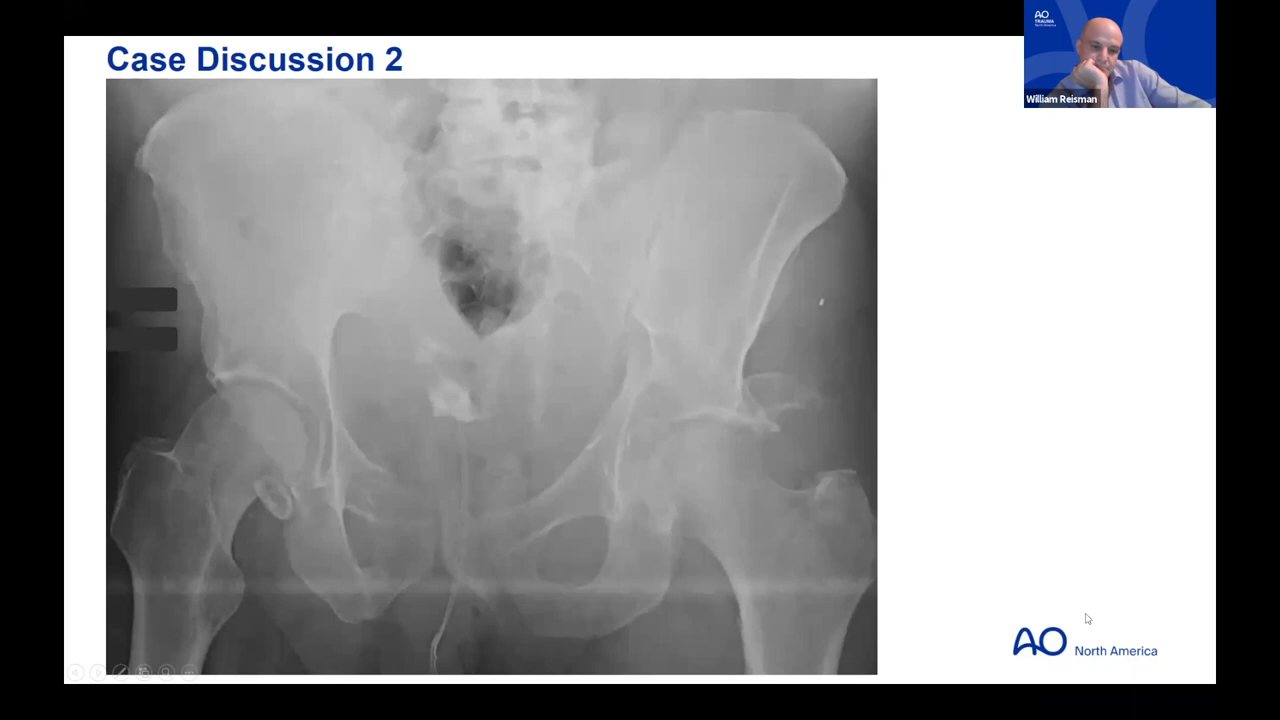 Case Discussion 2
AO
TRAUMA
North America
William Reisman
AO
North America